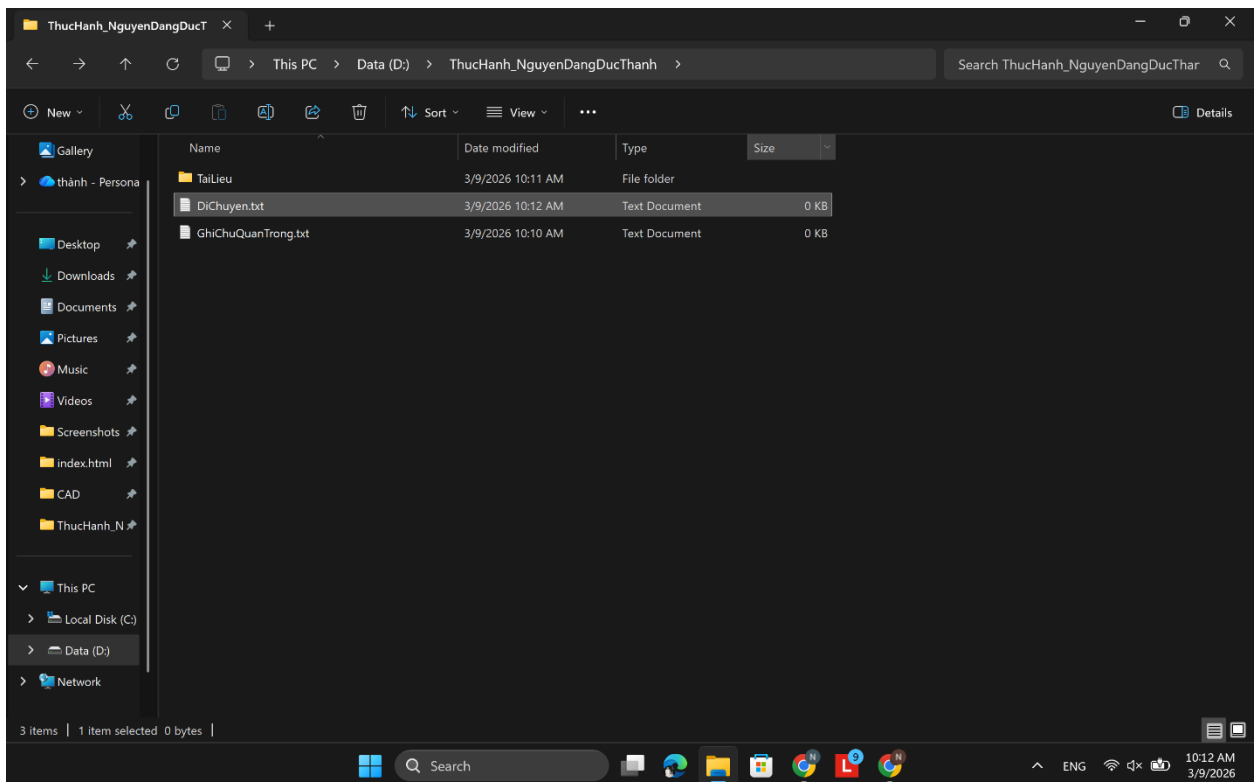 ThucHanh_NguyenDangDucT
This PC > Data (D:) > ThucHanh_NguyenDangDucThanh >
Search ThucHanh_NguyenDangDucThar
New
Sort
View
Details
Gallery
thành - Persona
Desktop
Downloads
Documents
Pictures
Music
Videos
Screenshots
index.html
CAD
ThucHanh_N
This PC
Local Disk (C:)
Data (D:)
Network
Name Date modified Type Size
TaiLieu 3/9/2026 10:11 AM File folder
DiChuyen.txt 3/9/2026 10:12 AM Text Document 0 KB
GhiChuQuanTrong.txt 3/9/2026 10:10 AM Text Document 0 KB
3 items | 1 item selected 0 bytes |
Search
N
L
9
N
ENG
10:12 AM
3/9/2026